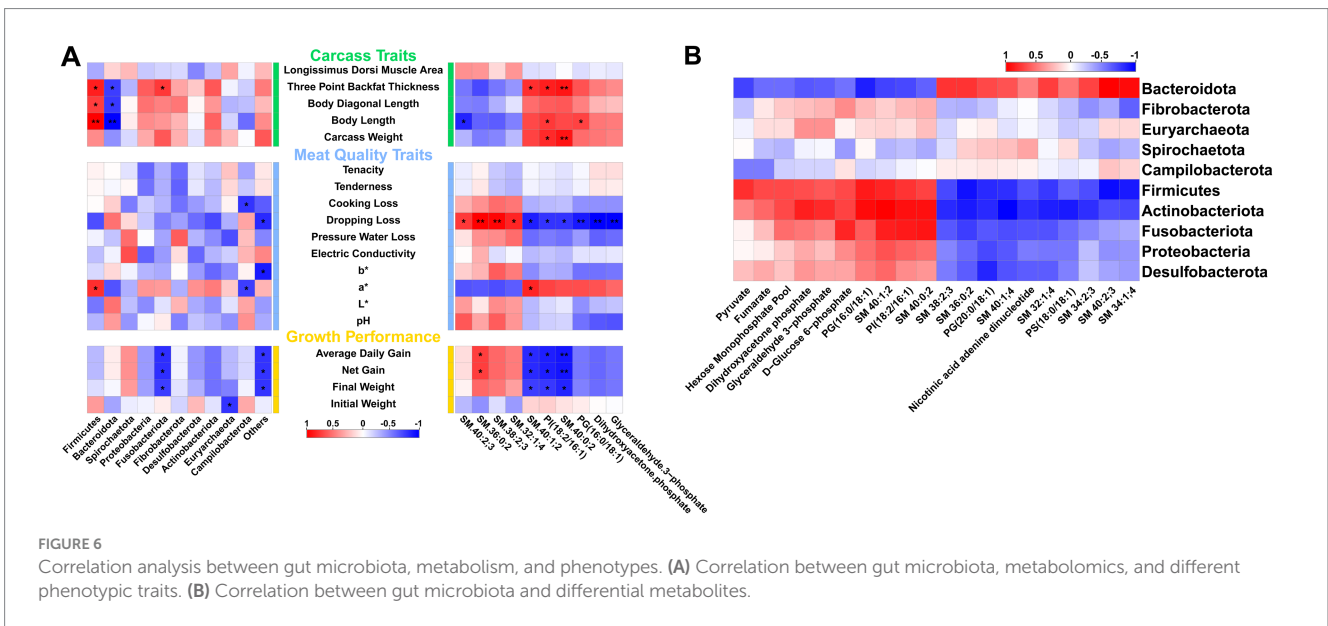 A
Carcass Traits
Longissimus Dorsi Muscle Area
Three Point Backfat Thickness
Body Diagonal Length
Body Length
Carcass Weight
Meat Quality Traits
Tenacity
Tenderness
Cooking Loss
Dropping Loss
Pressure Water Loss
Electric Conductivity
b*
a*
L*
pH
Growth Performance
Average Daily Gain
Net Gain
Final Weight
Initial Weight
1 0.5 0 -0.5 -1
Firmicutes
Bacteroidota
Spirochaetota
Proteobacteria
Fusobacteriota
Fibrobacterota
Desulfobacterota
Actinobacteriota
Euryarchaeota
Campilobacterota
Others
SM.40:2:3
SM.36:0:2
SM.38:2:3
SM.32:1:4
SM.40:1:2
PI(18:2/16:1)
SM.40:0:2
PG(16:0/18:1)
Dihydroxyacetone.phosphate
Glyceraldehyde.3-phosphate
B
1 0.5 0 -0.5 -1
Bacteroidota
Fibrobacterota
Euryarchaeota
Spirochaetota
Campilobacterota
Firmicutes
Actinobacteriota
Fusobacteriota
Proteobacteria
Desulfobacterota
Pyruvate
Fumarate
Hexose Monophosphate Pool
Dihydroxyacetone phosphate
Glyceraldehyde 3-phosphate
D-Glucose 6-phosphate
PG(16:0/18:1)
SM 40:1:2
PI(18:2/16:1)
SM 40:0:2
SM 38:2:3
SM 36:0:2
PG(20:0/18:1)
SM 40:1:4
Nicotinic acid adenine dinucleotide
SM 32:1:4
PS(18:0/18:1)
SM 34:2:3
SM 40:2:3
SM 34:1:4
FIGURE 6
Correlation analysis between gut microbiota, metabolism, and phenotypes. (A) Correlation between gut microbiota, metabolomics, and different
phenotypic traits. (B) Correlation between gut microbiota and differential metabolites.